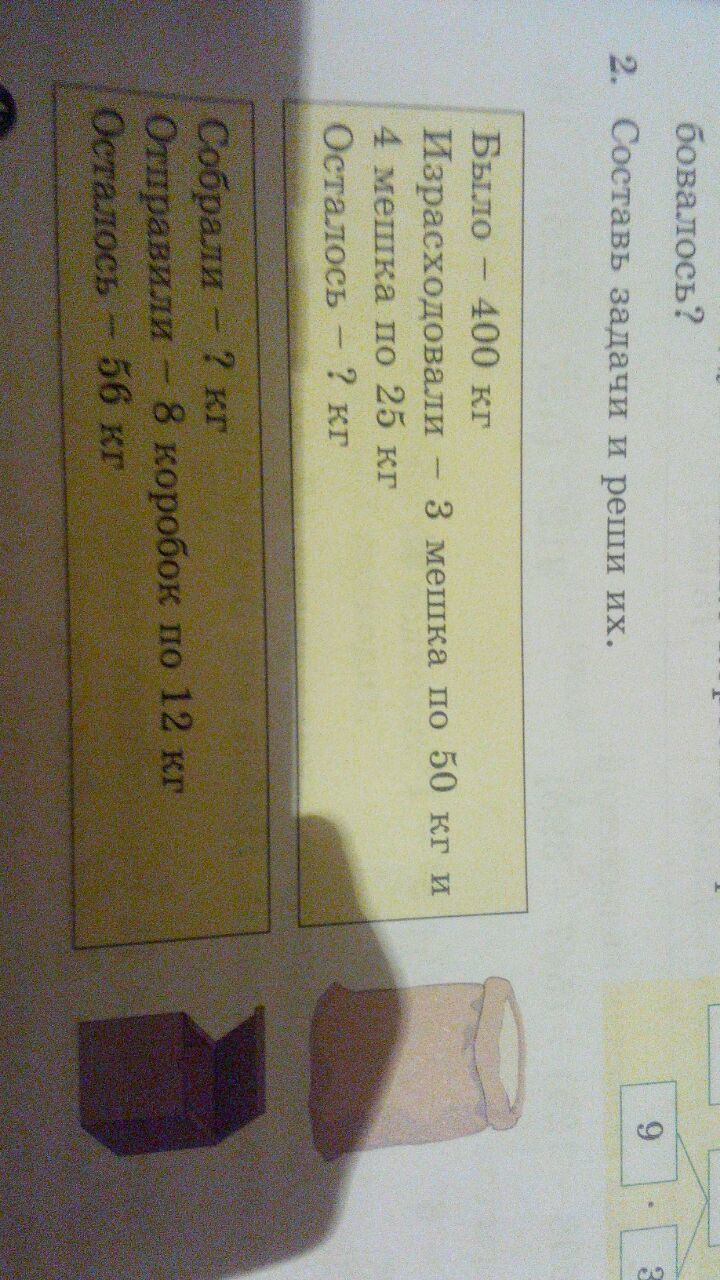 бовалось?
2. Составь задачи и реши их.
Было – 400 кг
Израсходовали – 3 мешка по 50 кг и
4 мешка по 25 кг
Осталось – ? кг
Собрали – ? кг
Отправили – 8 коробок по 12 кг
Осталось – 56 кг
9 · 3